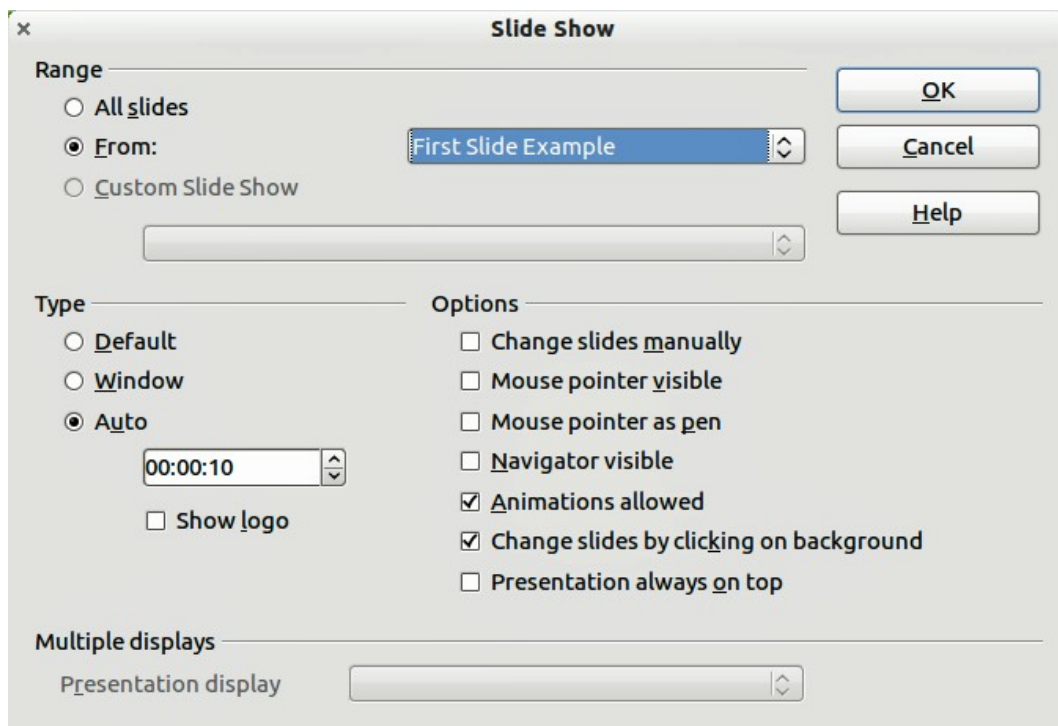 Slide Show
Range
All slides
From:
First Slide Example
Custom Slide Show
OK
Cancel
Help
Type
Default
Window
Auto
00:00:10
Show logo
Options
Change slides manually
Mouse pointer visible
Mouse pointer as pen
Navigator visible
Animations allowed
Change slides by clicking on background
Presentation always on top
Multiple displays
Presentation display